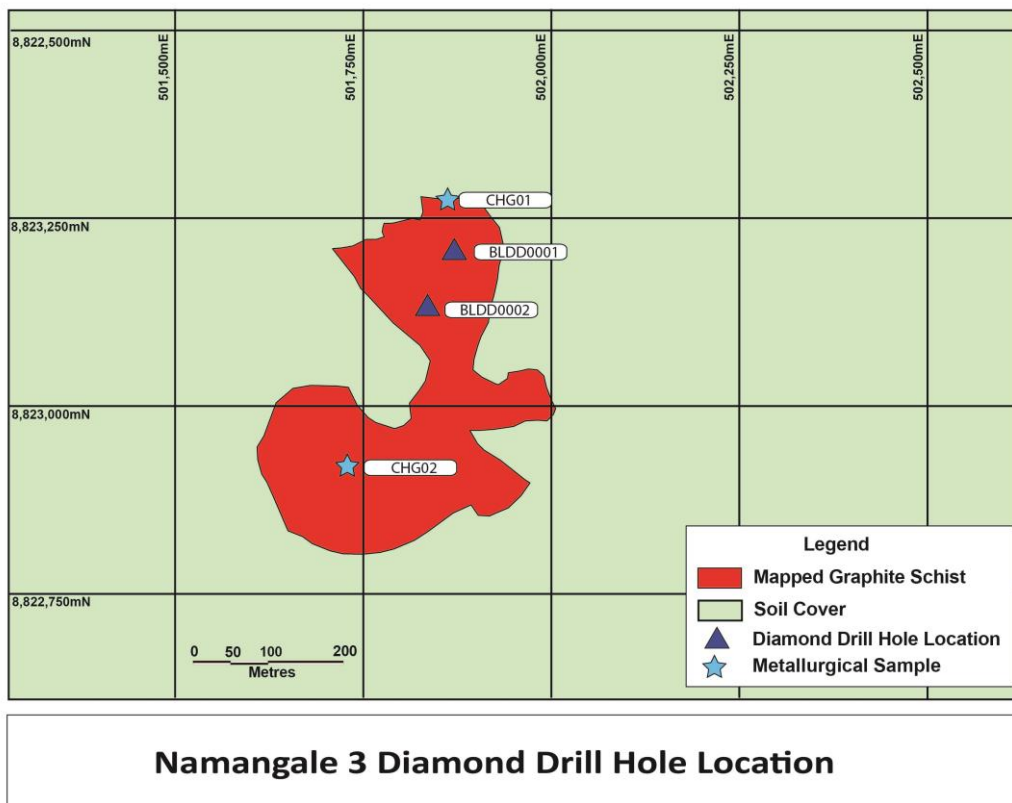 8,822,500mN
501,500mE
501,750mE
502,000mE
502,250mE
502,500mE
CHG01
8,823,250mN
BLDD0001
BLDD0002
8,823,000mN
CHG02
8,822,750mN
0 50 100 200
Metres
Legend
Mapped Graphite Schist
Soil Cover
Diamond Drill Hole Location
Metallurgical Sample
Namangale 3 Diamond Drill Hole Location